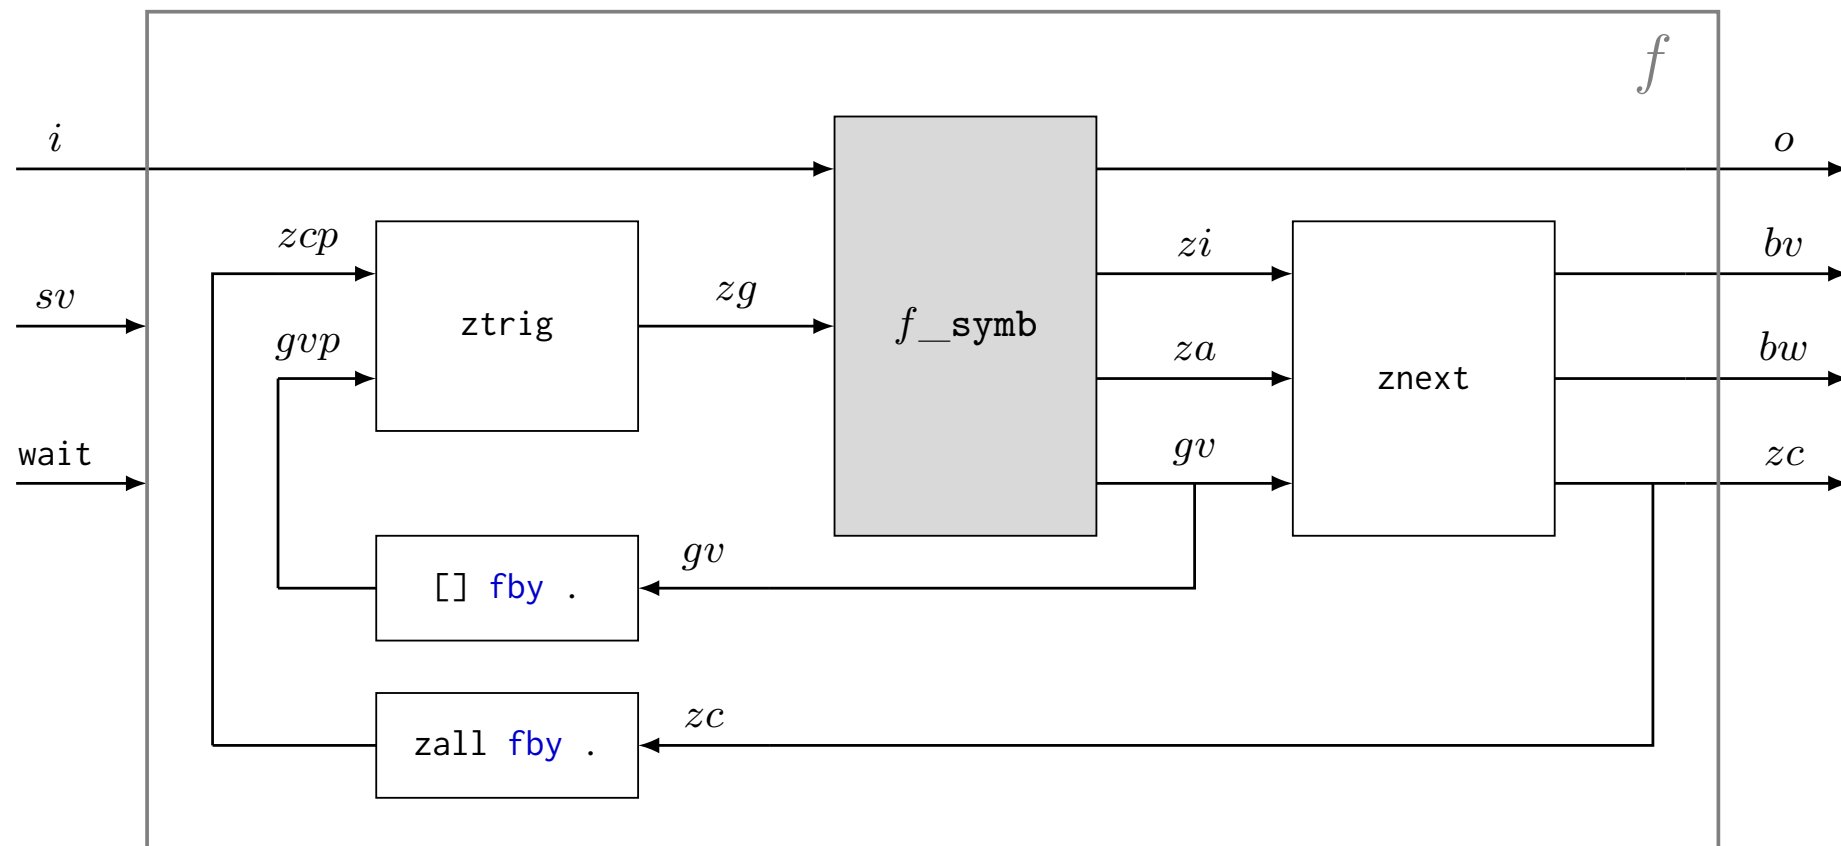 f
i
o
zcp
zi
bv
sv
zg
ztrig
f_symb
gvp
za
bw
znext
wait
gv
zc
[] fby .
gv
zall fby .
zc